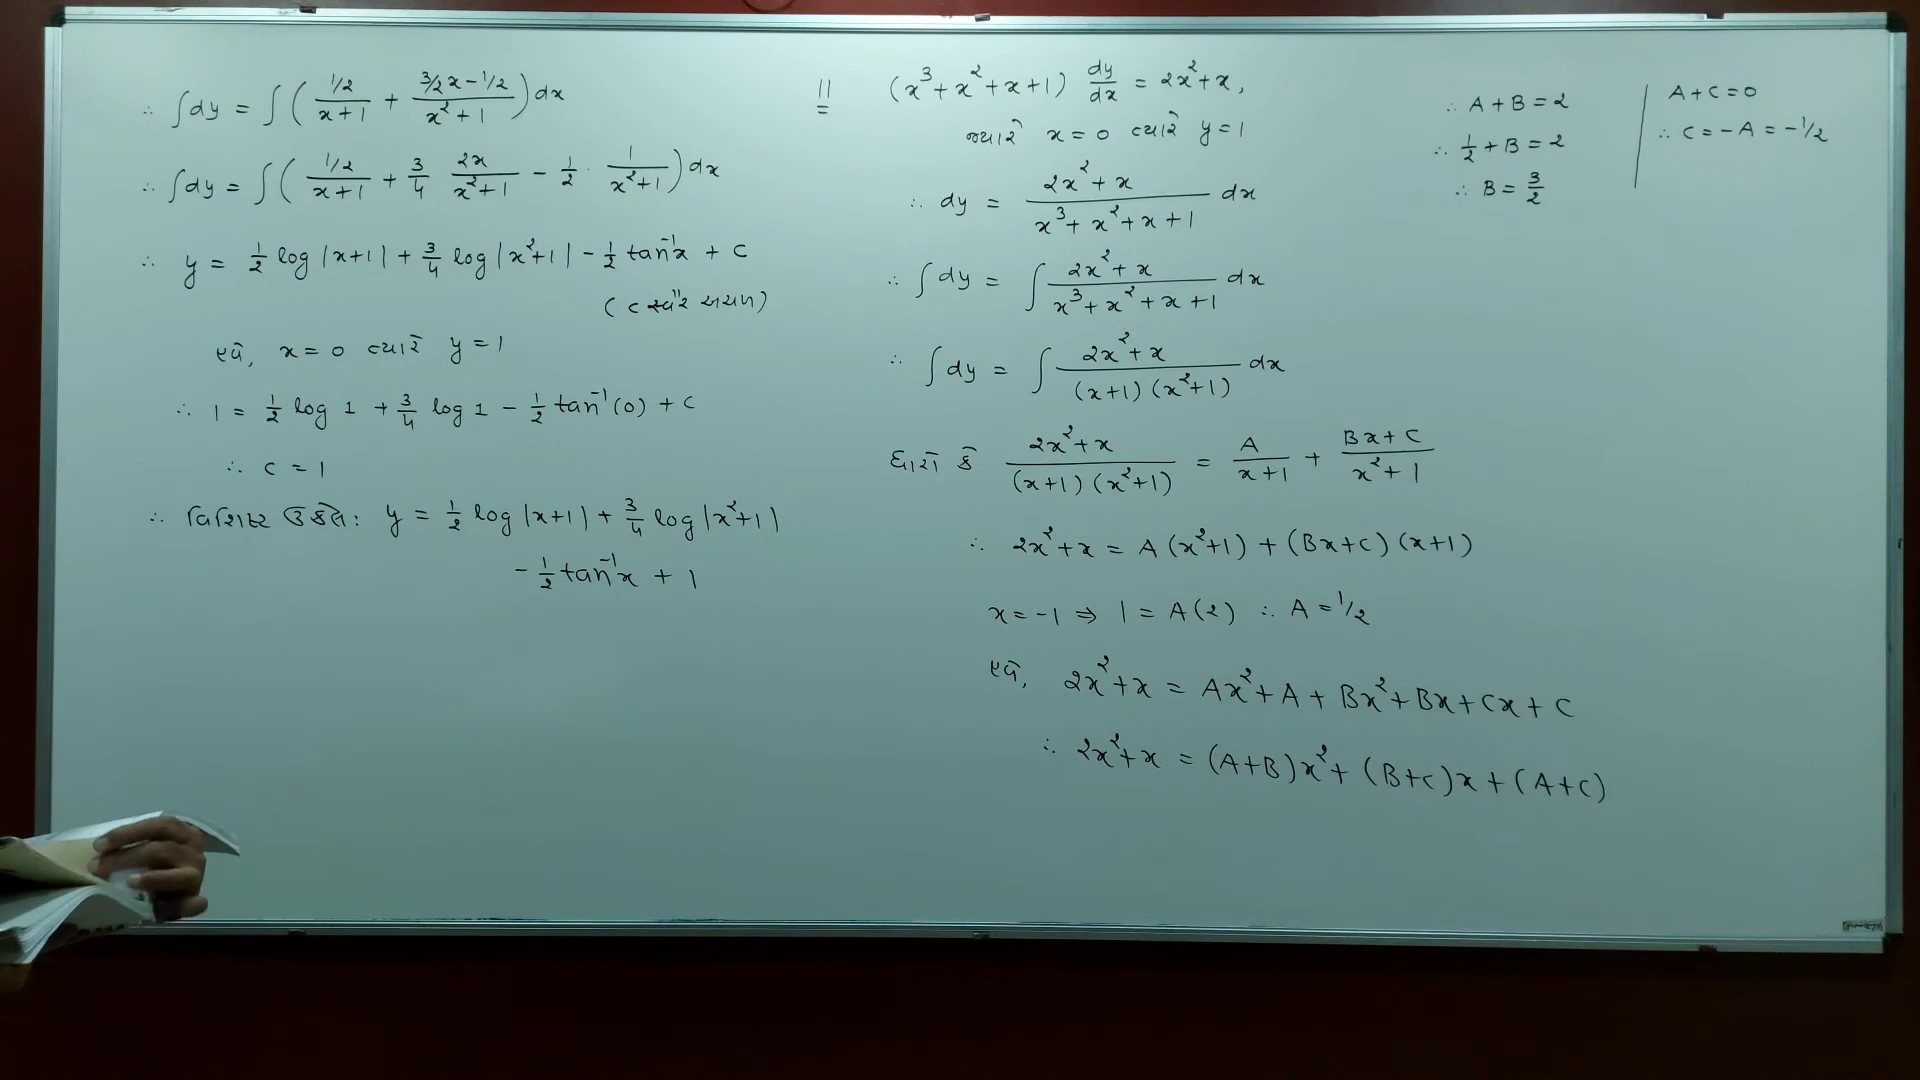 11 (x³+x²+x+1) dy/dx = 2x²+x,
જ્યારે x=0 ત્યારે y=1
∴ dy = (2x²+x)/(x³+x²+x+1) dx
∴ ∫dy = ∫ (2x²+x)/(x³+x²+x+1) dx
∴ ∫dy = ∫ (2x²+x)/((x+1)(x²+1)) dx
ધારો કે (2x²+x)/((x+1)(x²+1)) = A/(x+1) + (Bx+C)/(x²+1)
∴ 2x²+x = A(x²+1) + (Bx+C)(x+1)
x=-1 ⇒ 1 = A(2) ∴ A = 1/2
હવે, 2x²+x = Ax²+A+Bx²+Bx+Cx+C
∴ 2x²+x = (A+B)x²+(B+C)x+(A+C)
∴ A+B=2
∴ 1/2+B=2
∴ B=3/2
A+C=0
∴ C=-A=-1/2
∴ ∫dy = ∫( (1/2)/(x+1) + (3/2x-1/2)/(x²+1) ) dx
∴ ∫dy = ∫( (1/2)/(x+1) + 3/4 2x/(x²+1) - 1/2 · 1/(x²+1) ) dx
∴ y = 1/2 log|x+1| + 3/4 log|x²+1| - 1/2 tan⁻¹x + C
(C સ્વૈર અચળ)
હવે, x=0 ત્યારે y=1
∴ 1 = 1/2 log 1 + 3/4 log 1 - 1/2 tan⁻¹(0) + C
∴ C = 1
∴ વિશિષ્ટ ઉકેલ: y = 1/2 log|x+1| + 3/4 log|x²+1|
- 1/2 tan⁻¹x + 1